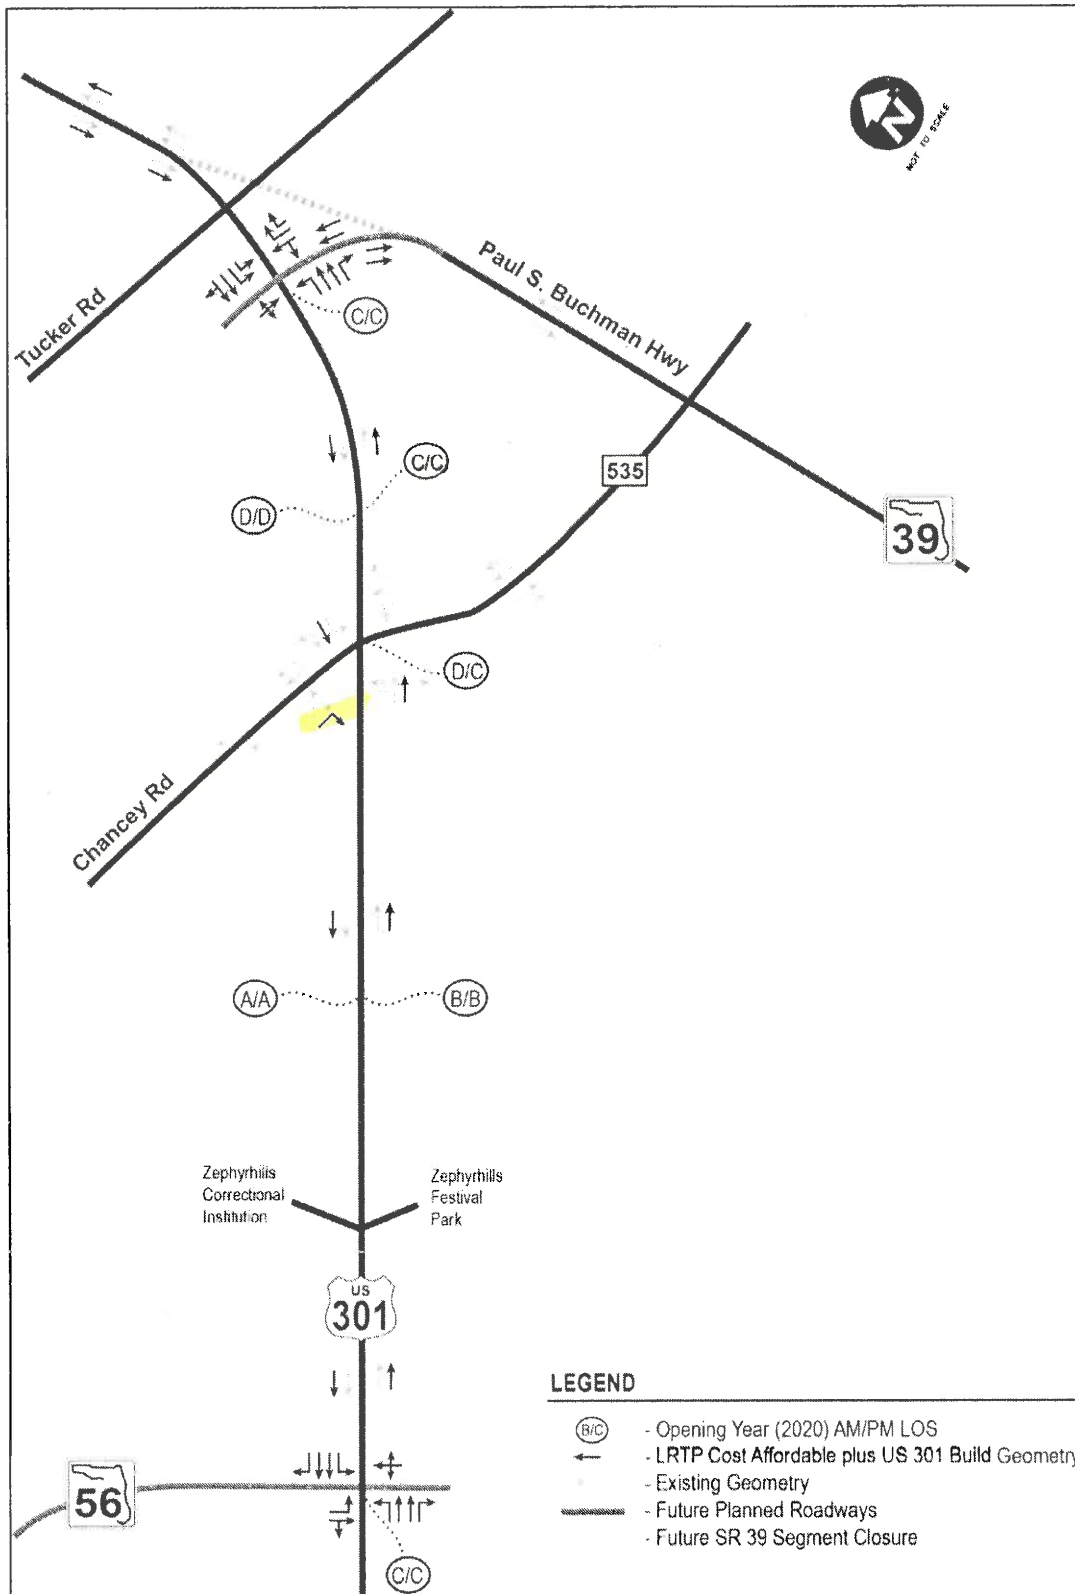 N
NOT TO SCALE
Tucker Rd
Paul S. Buchman Hwy
C/C
C/C
535
D/D
39
D/C
Chancey Rd
A/A
B/B
Zephyrhills
Correctional
Institution
Zephyrhills
Festival
Park
US
301
LEGEND
B/C - Opening Year (2020) AM/PM LOS
- LRTP Cost Affordable plus US 301 Build Geometry
- Existing Geometry
- Future Planned Roadways
- Future SR 39 Segment Closure
56
C/C